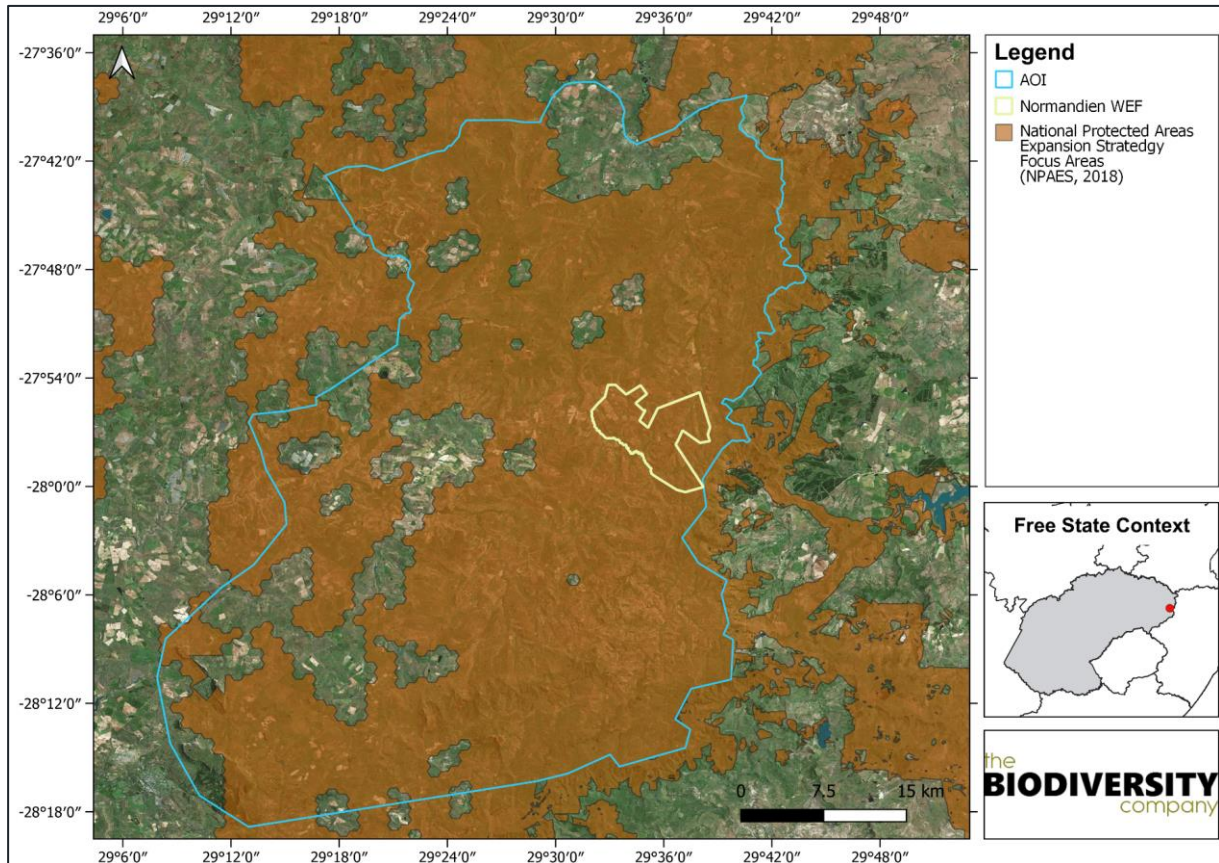 29°6′0″ 29°12′0″ 29°18′0″ 29°24′0″ 29°30′0″ 29°36′0″ 29°42′0″ 29°48′0″
-27°36′0″
-27°42′0″
-27°48′0″
-27°54′0″
-28°0′0″
-28°6′0″
-28°12′0″
-28°18′0″
0 7.5 15 km
29°6′0″ 29°12′0″ 29°18′0″ 29°24′0″ 29°30′0″ 29°36′0″ 29°42′0″ 29°48′0″
Legend
AOI
Normandien WEF
National Protected Areas
Expansion Stratedgy
Focus Areas
(NPAES, 2018)
Free State Context
the
BIODIVERSITY
company